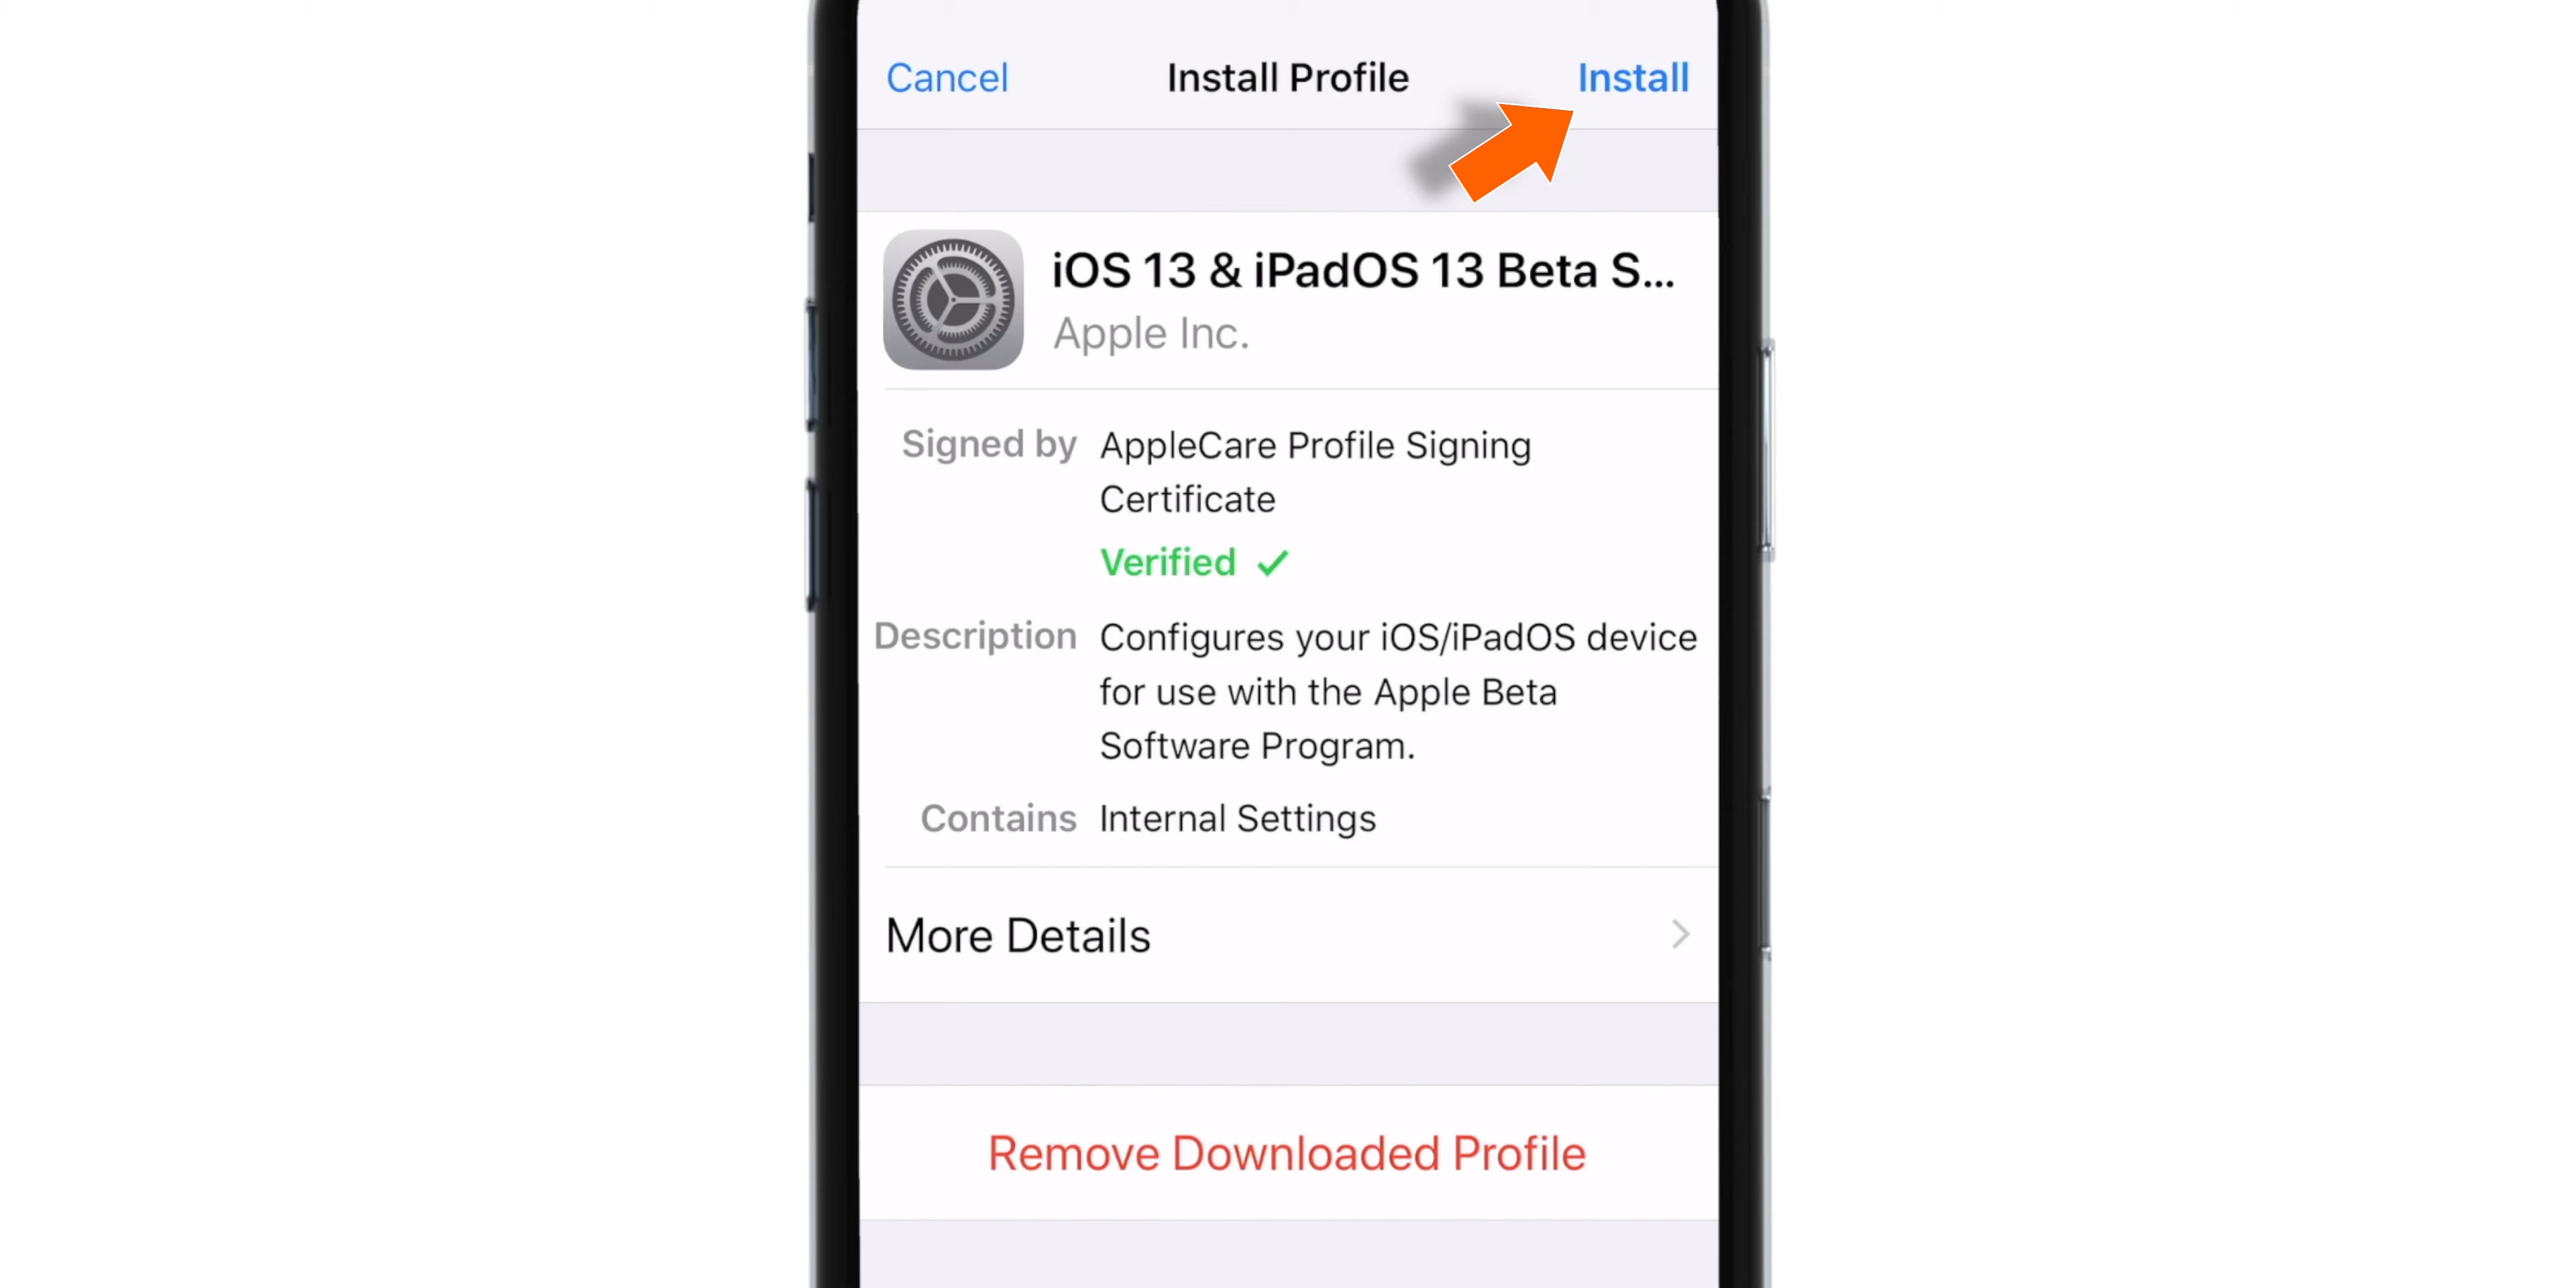 Cancel Install Profile Install
iOS 13 & iPadOS 13 Beta S...
Apple Inc.
Signed by AppleCare Profile Signing
Certificate
Verified ✓
Description Configures your iOS/iPadOS device
for use with the Apple Beta
Software Program.
Contains Internal Settings
More Details
Remove Downloaded Profile